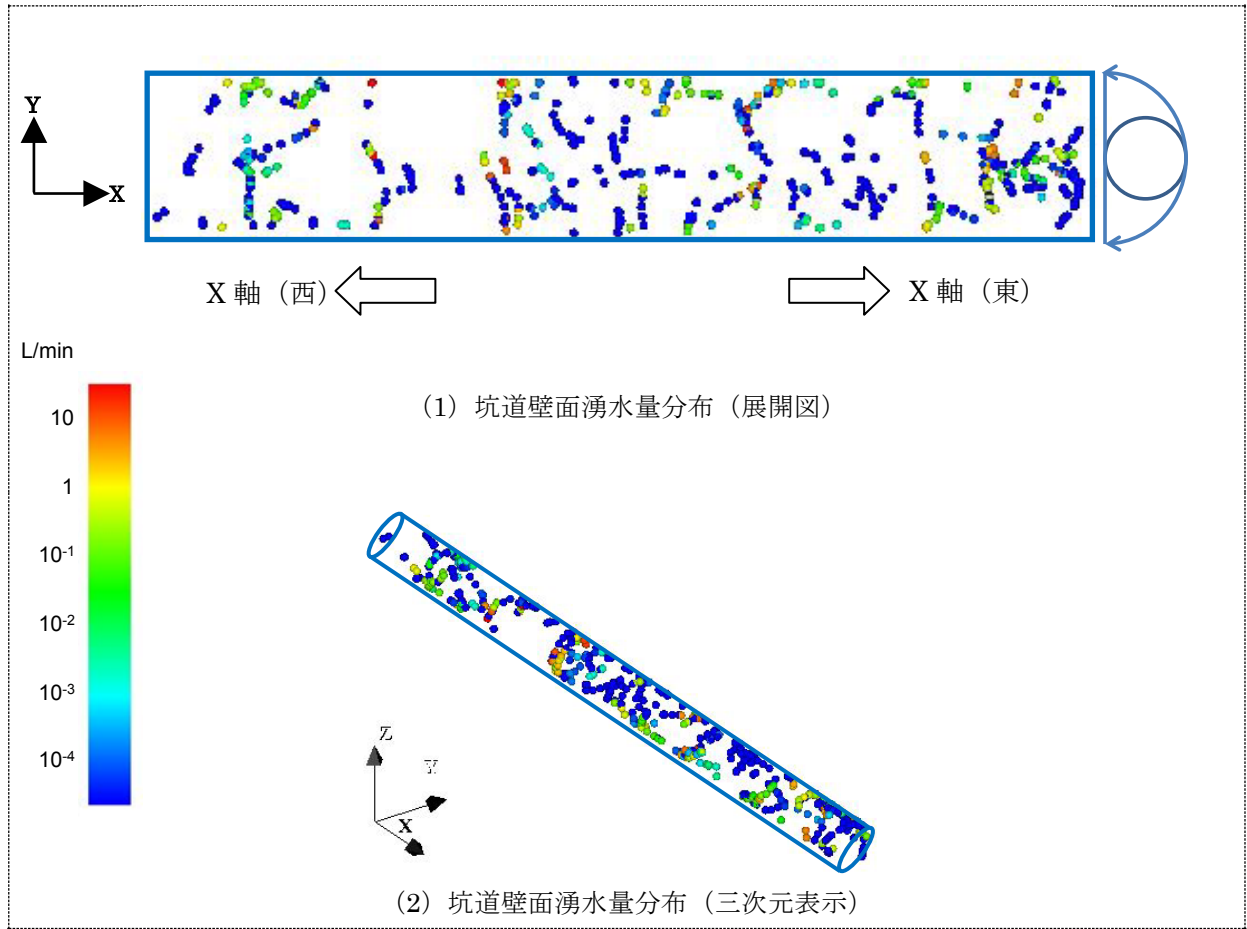 Y
X
X 軸（西）
X 軸（東）
L/min
10
1
10-1
10-2
10-3
10-4
（1）坑道壁面湧水量分布（展開図）
Z
Y
X
（2）坑道壁面湧水量分布（三次元表示）